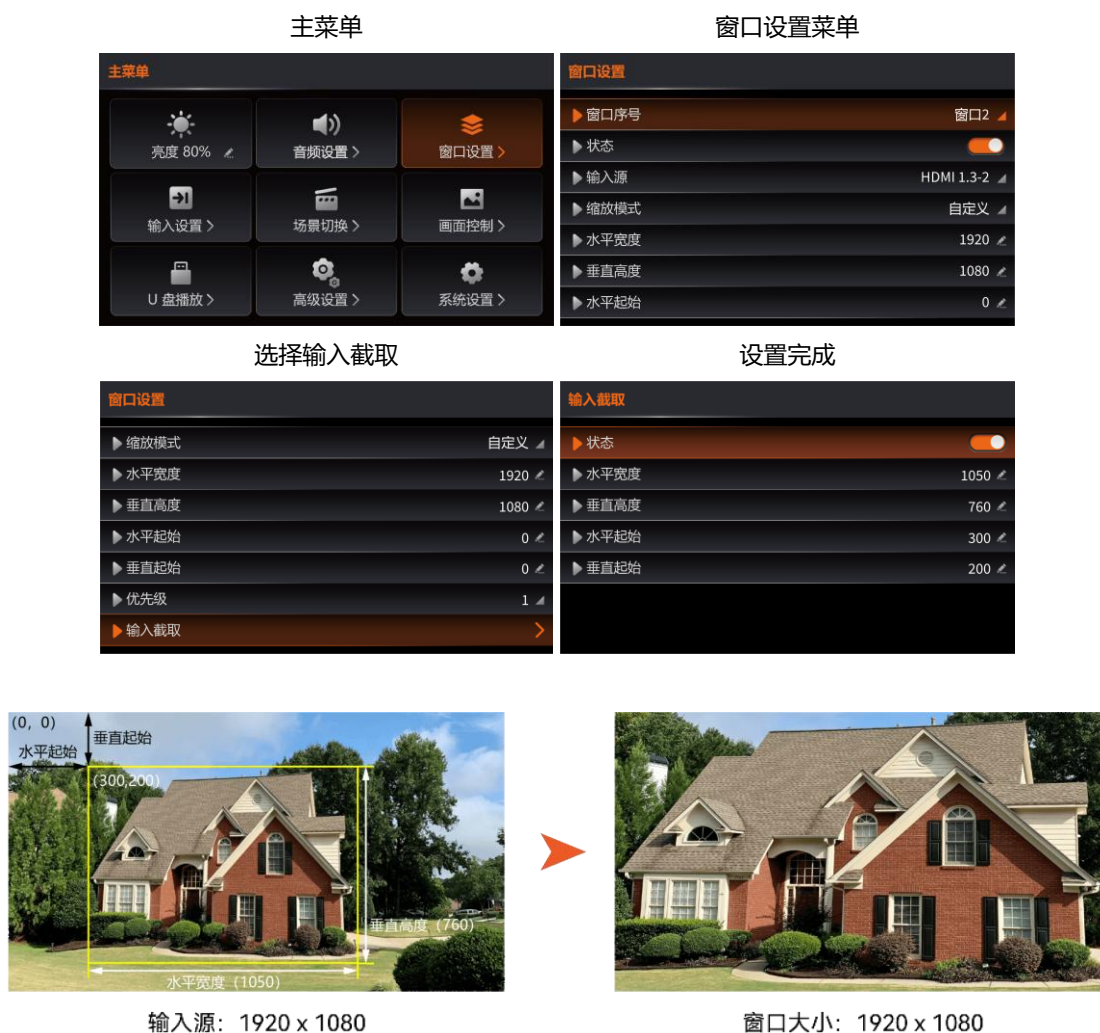 主菜单
窗口设置菜单
主菜单
亮度 80%
音频设置 >
窗口设置 >
输入设置 >
场景切换 >
画面控制 >
U 盘播放 >
高级设置 >
系统设置 >
窗口设置
窗口序号 窗口2
状态
输入源 HDMI 1.3-2
缩放模式 自定义
水平宽度 1920
垂直高度 1080
水平起始 0
选择输入截取
设置完成
窗口设置
缩放模式 自定义
水平宽度 1920
垂直高度 1080
水平起始 0
垂直起始 0
优先级 1
输入截取
输入截取
状态
水平宽度 1050
垂直高度 760
水平起始 300
垂直起始 200
(0, 0)
垂直起始
水平起始
(300,200)
垂直高度（760）
水平宽度（1050）
输入源：1920 x 1080
窗口大小：1920 x 1080